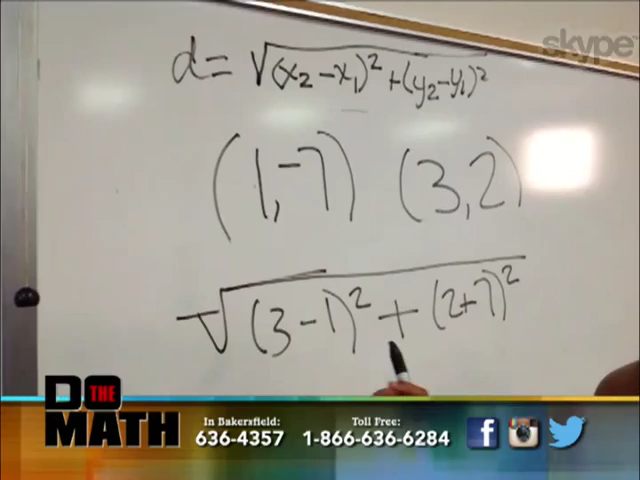 skype
d = √(x₂ - x₁)² + (y₂ - y₁)²
(1, -7) (3, 2)
√(3 - 1)² + (2 + 7)²
DO THE MATH
In Bakersfield: 636-4357
Toll Free: 1-866-636-6284